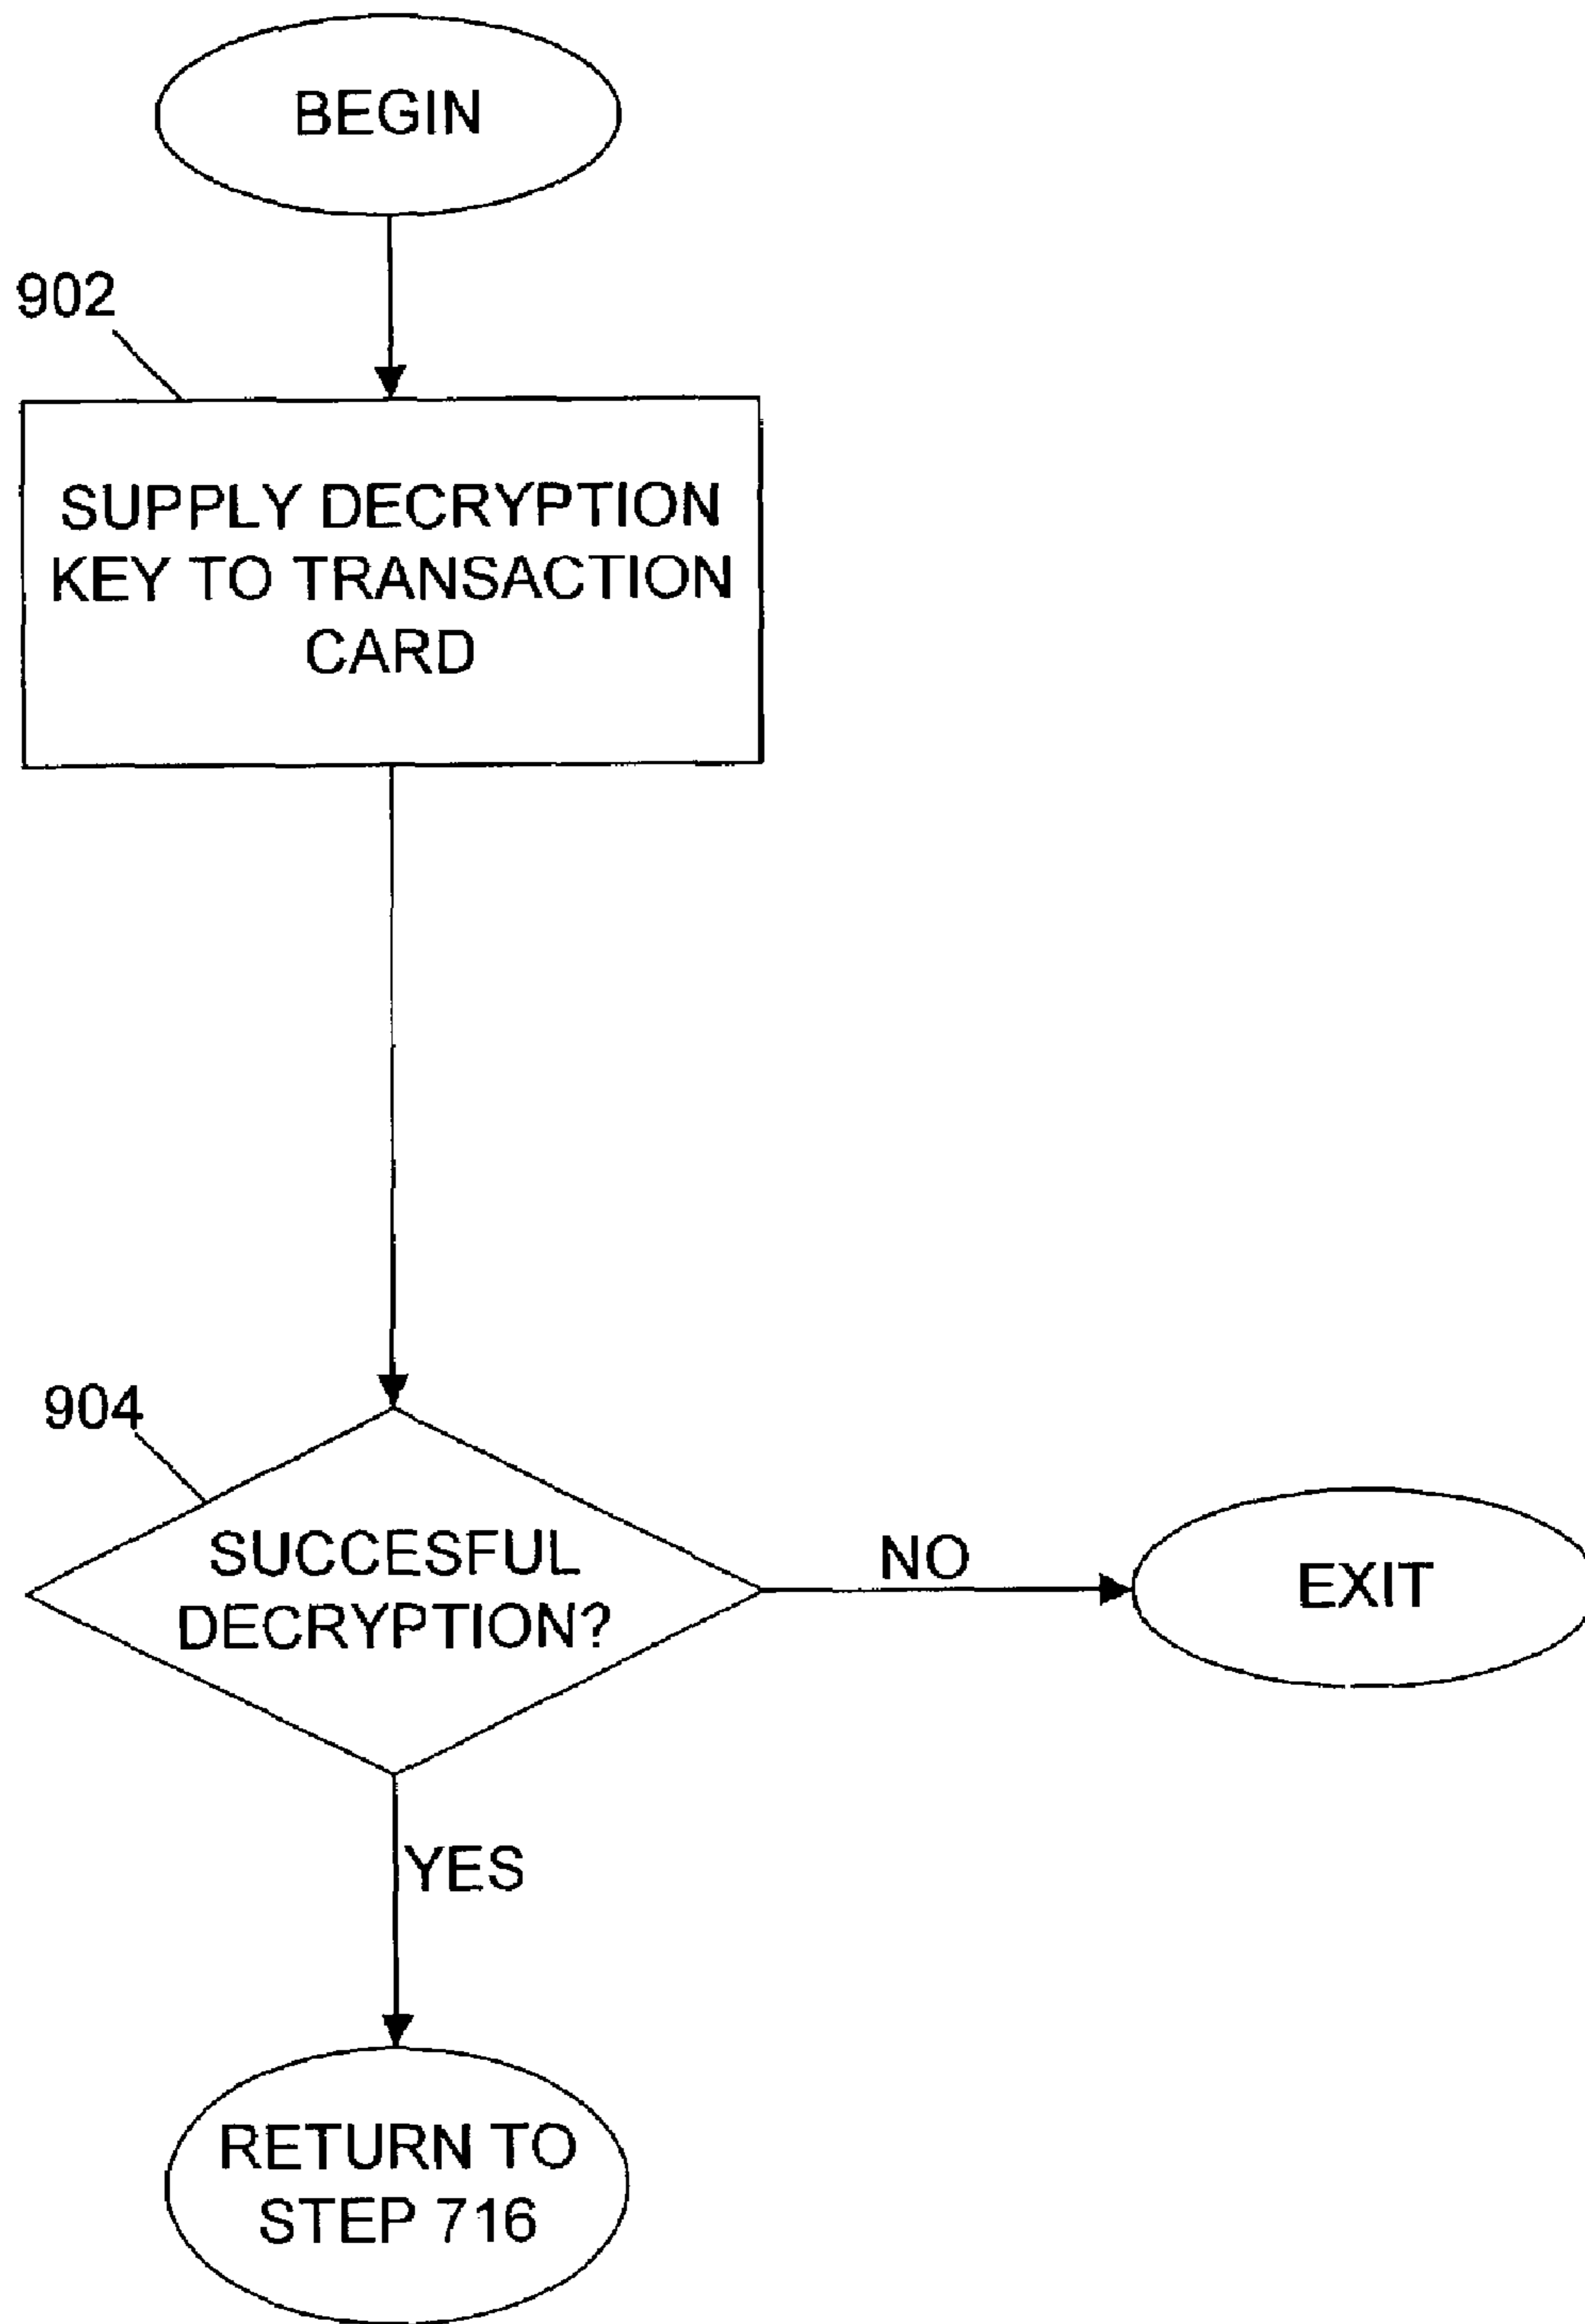 BEGIN
902
SUPPLY DECRYPTION
KEY TO TRANSACTION
CARD
904
SUCCESFUL
DECRYPTION?
NO
EXIT
YES
RETURN TO
STEP 716